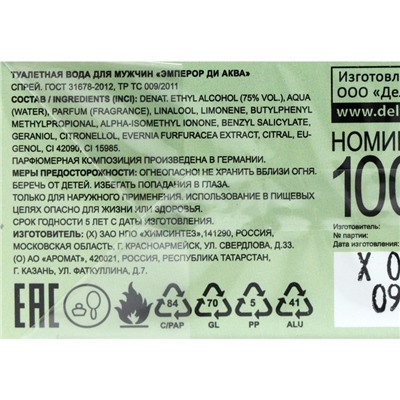 ТУАЛЕТНАЯ ВОДА ДЛЯ МУЖЧИН «ЭМПЕРОР ДИ АКВА»
СПРЕЙ. ГОСТ 31678-2012, ТР ТС 009/2011
СОСТАВ / INGREDIENTS (INCI): DENAT. ETHYL ALCOHOL (75% VOL.), AQUA
(WATER), PARFUM (FRAGRANCE), LINALOOL, LIMONENE, BUTYLPHENYL
METHYLPROPIONAL, ALPHA-ISOMETHYL IONONE, BENZYL SALICYLATE,
GERANIOL, CITRONELLOL, EVERNIA FURFURACEA EXTRACT, CITRAL, EU-
GENOL, CI 42090, CI 15985.
ПАРФЮМЕРНАЯ КОМПОЗИЦИЯ ПРОИЗВЕДЕНА В ГЕРМАНИИ.
МЕРЫ ПРЕДОСТОРОЖНОСТИ: ОГНЕОПАСНО! НЕ ХРАНИТЬ ВБЛИЗИ ОГНЯ.
БЕРЕЧЬ ОТ ДЕТЕЙ. ИЗБЕГАТЬ ПОПАДАНИЯ В ГЛАЗА.
ТОЛЬКО ДЛЯ НАРУЖНОГО ПРИМЕНЕНИЯ. ИСПОЛЬЗОВАНИЕ В ПИЩЕВЫХ
ЦЕЛЯХ ОПАСНО ДЛЯ ЖИЗНИ ИЛИ ЗДОРОВЬЯ.
СРОК ГОДНОСТИ 5 ЛЕТ С ДАТЫ ИЗГОТОВЛЕНИЯ.
ИЗГОТОВИТЕЛЬ: (Х) ЗАО НПО «ХИМСИНТЕЗ»,141290, РОССИЯ,
МОСКОВСКАЯ ОБЛАСТЬ, Г. КРАСНОАРМЕЙСК, УЛ. СВЕРДЛОВА, Д.33.
(О) АО «АРОМАТ», 420032, РОССИЯ, РЕСПУБЛИКА ТАТАРСТАН,
Г. КАЗАНЬ, УЛ. ФАТКУЛЛИНА, Д.7
EAC
84 70 5 41
C/PAP GL PP ALU
Изготовле
ООО «Де
www.del
НОМИ
100
Изготовитель:
№ партии:
Дата изготовления:
X 0
09